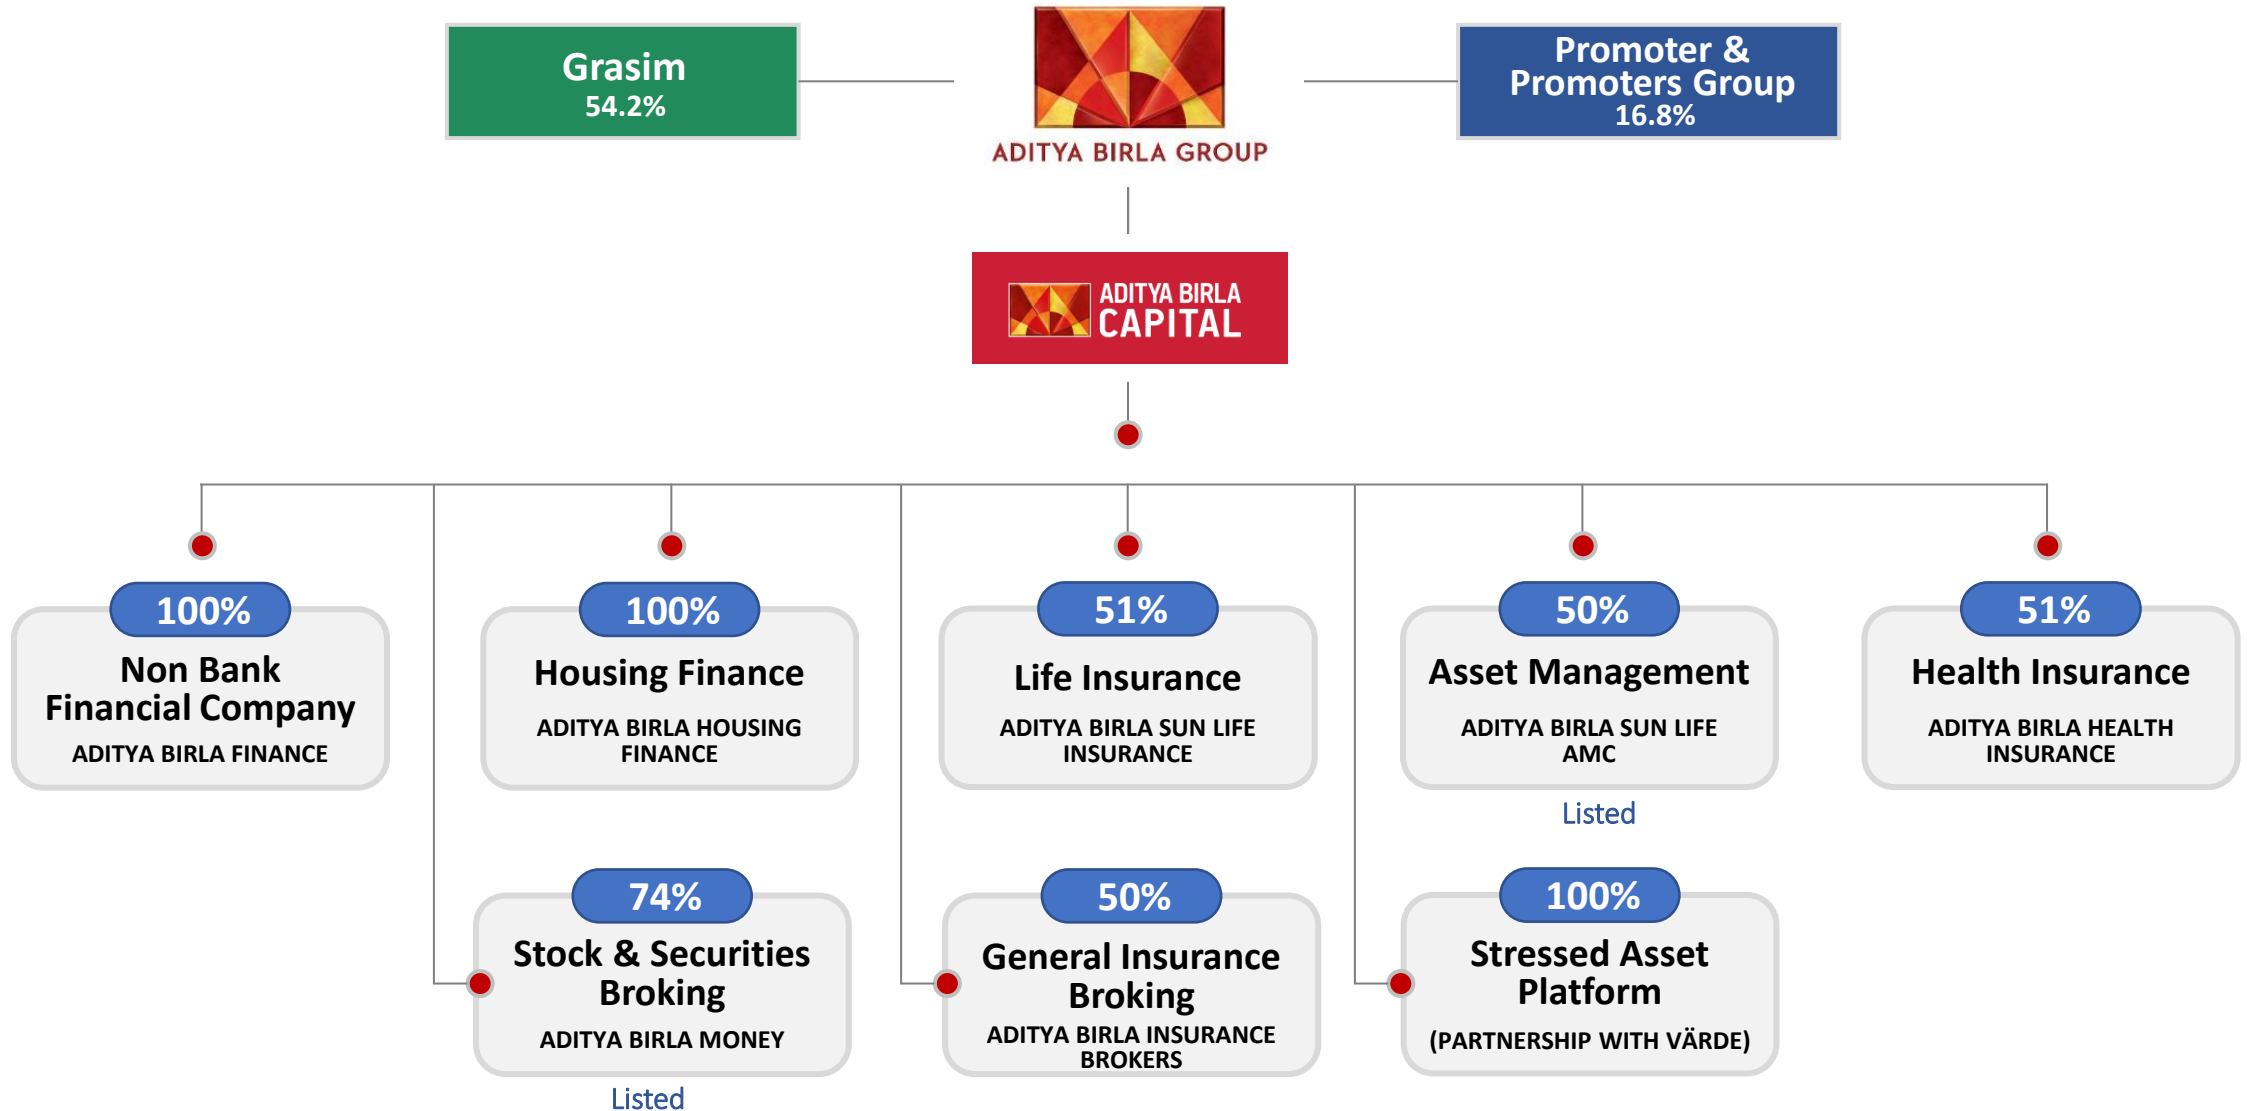 Grasim
54.2%
ADITYA BIRLA GROUP
Promoter &
Promoters Group
16.8%
ADITYA BIRLA
CAPITAL
100%
Non Bank
Financial Company
ADITYA BIRLA FINANCE
100%
Housing Finance
ADITYA BIRLA HOUSING
FINANCE
51%
Life Insurance
ADITYA BIRLA SUN LIFE
INSURANCE
50%
Asset Management
ADITYA BIRLA SUN LIFE
AMC
Listed
51%
Health Insurance
ADITYA BIRLA HEALTH
INSURANCE
74%
Stock & Securities
Broking
ADITYA BIRLA MONEY
Listed
50%
General Insurance
Broking
ADITYA BIRLA INSURANCE
BROKERS
100%
Stressed Asset
Platform
(PARTNERSHIP WITH VÄRDE)